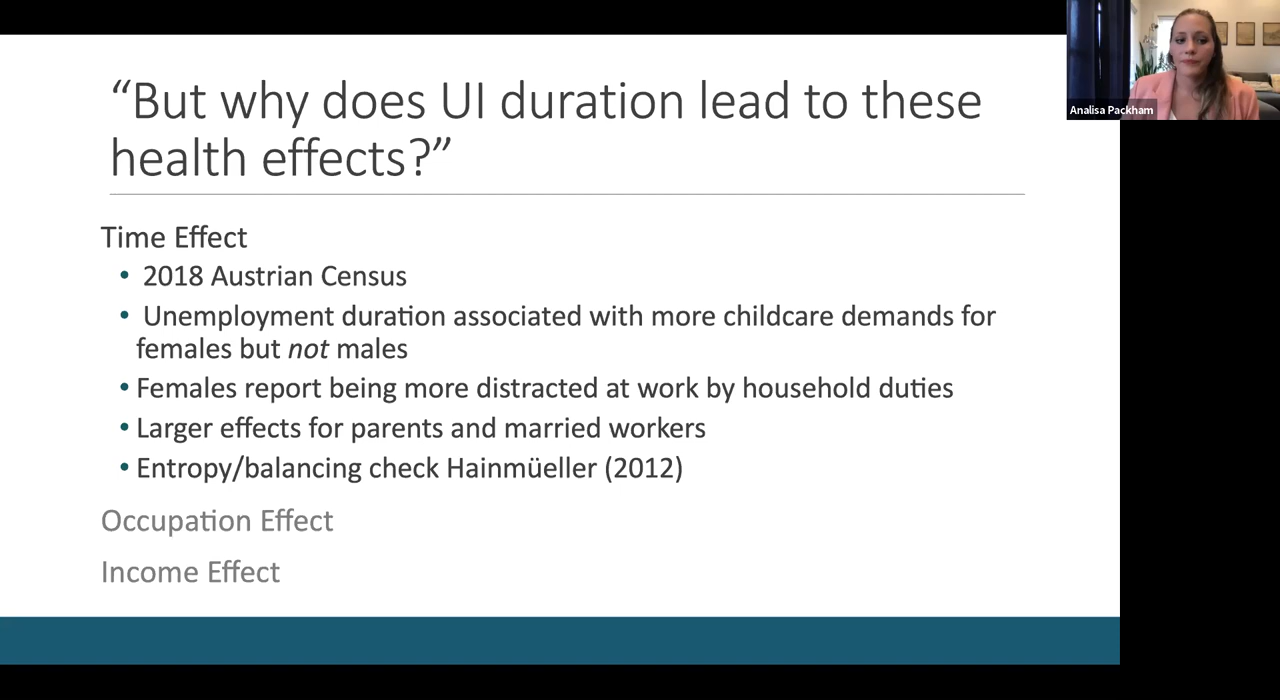 “But why does UI duration lead to these
health effects?”
Time Effect
• 2018 Austrian Census
• Unemployment duration associated with more childcare demands for
females but not males
• Females report being more distracted at work by household duties
• Larger effects for parents and married workers
• Entropy/balancing check Hainmüeller (2012)
Occupation Effect
Income Effect
Analisa Packham